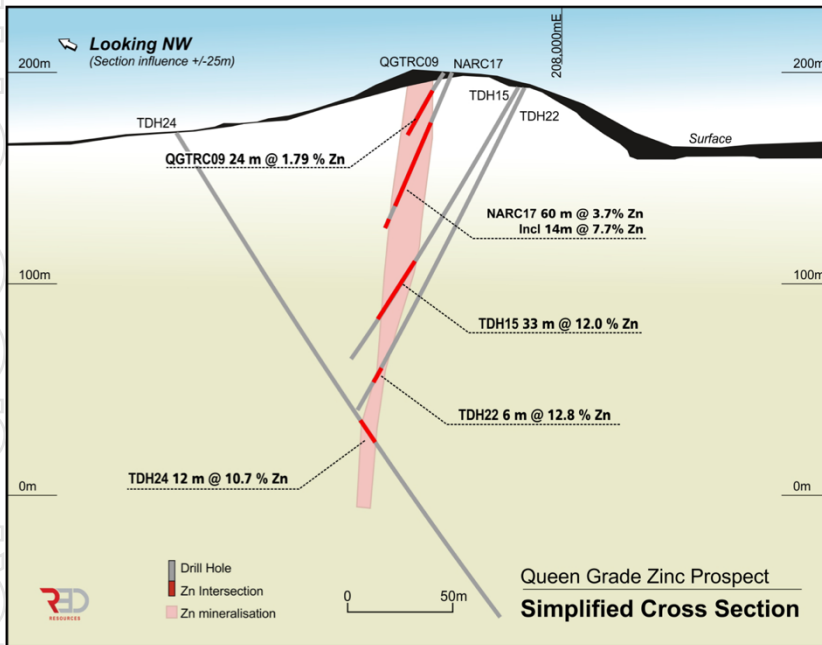 Looking NW
(Section influence +/-25m)
208,000mE
QGTRC09
NARC17
200m
200m
TDH15
TDH22
TDH24
Surface
QGTRC09 24 m @ 1.79 % Zn
NARC17 60 m @ 3.7% Zn
Incl 14m @ 7.7% Zn
100m
100m
TDH15 33 m @ 12.0 % Zn
TDH22 6 m @ 12.8 % Zn
TDH24 12 m @ 10.7 % Zn
0m
0m
Drill Hole
Zn Intersection
Zn mineralisation
0
50m
RED
RESOURCES
Queen Grade Zinc Prospect
Simplified Cross Section